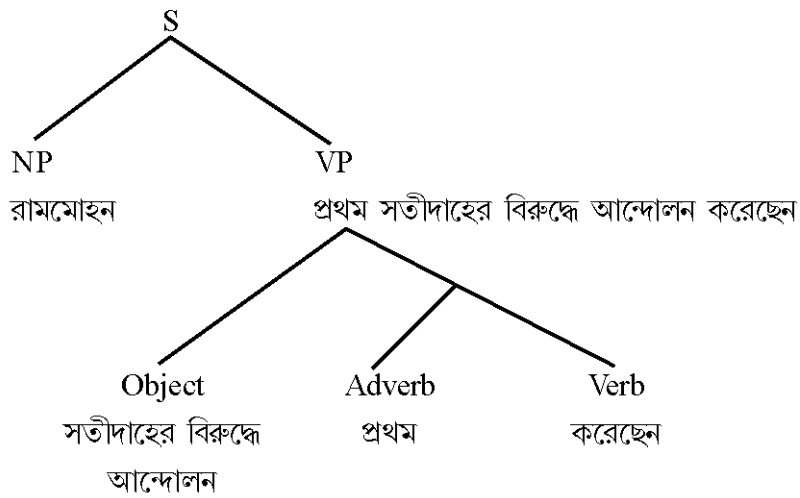 S
NP VP
রামমোহন প্রথম সতীদাহের বিরুদ্ধে আন্দোলন করেছেন
Object Adverb Verb
সতীদাহের বিরুদ্ধে প্রথম করেছেন
আন্দোলন